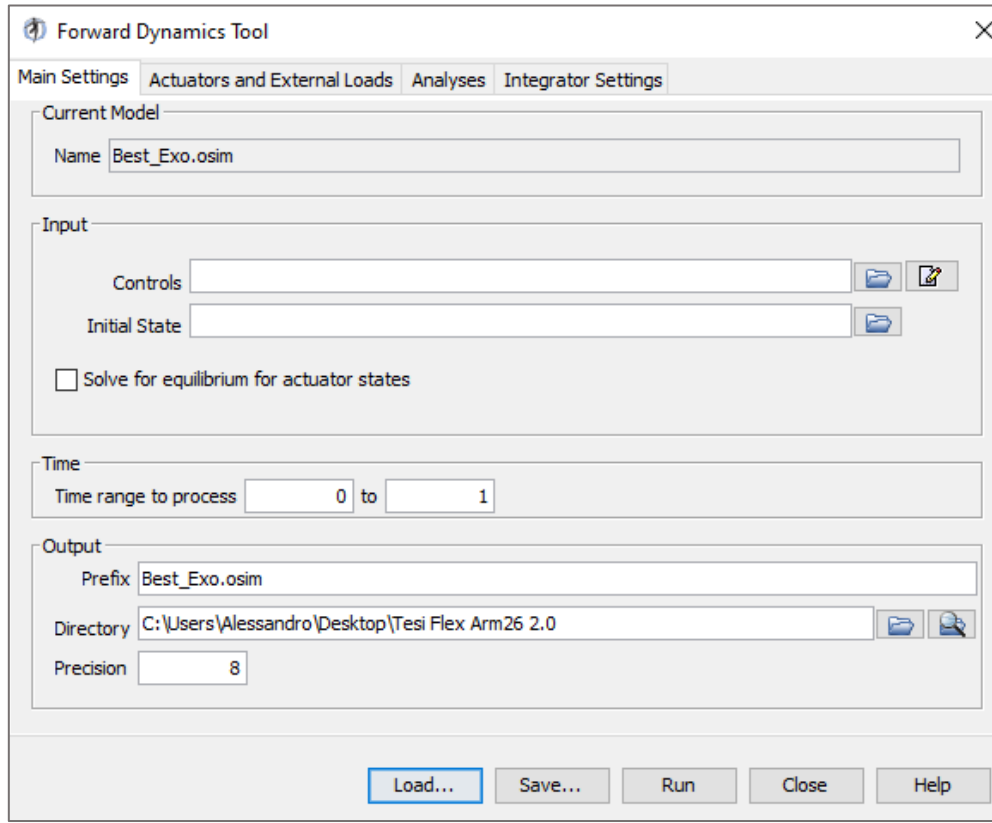 Forward Dynamics Tool
Main Settings Actuators and External Loads Analyses Integrator Settings
Current Model
Name Best_Exo.osim
Input
Controls
Initial State
Solve for equilibrium for actuator states
Time
Time range to process 0 to 1
Output
Prefix Best_Exo.osim
Directory C:\Users\Alessandro\Desktop\Tesi Flex Arm26 2.0
Precision 8
Load... Save... Run Close Help